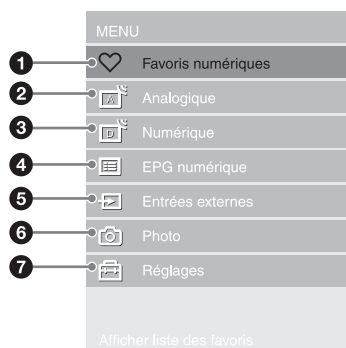 MENU
1 Favoris numériques
2 A Analogique
3 D Numérique
4 EPG numérique
5 Entrées externes
6 Photo
7 Réglages
Afficher liste des favoris